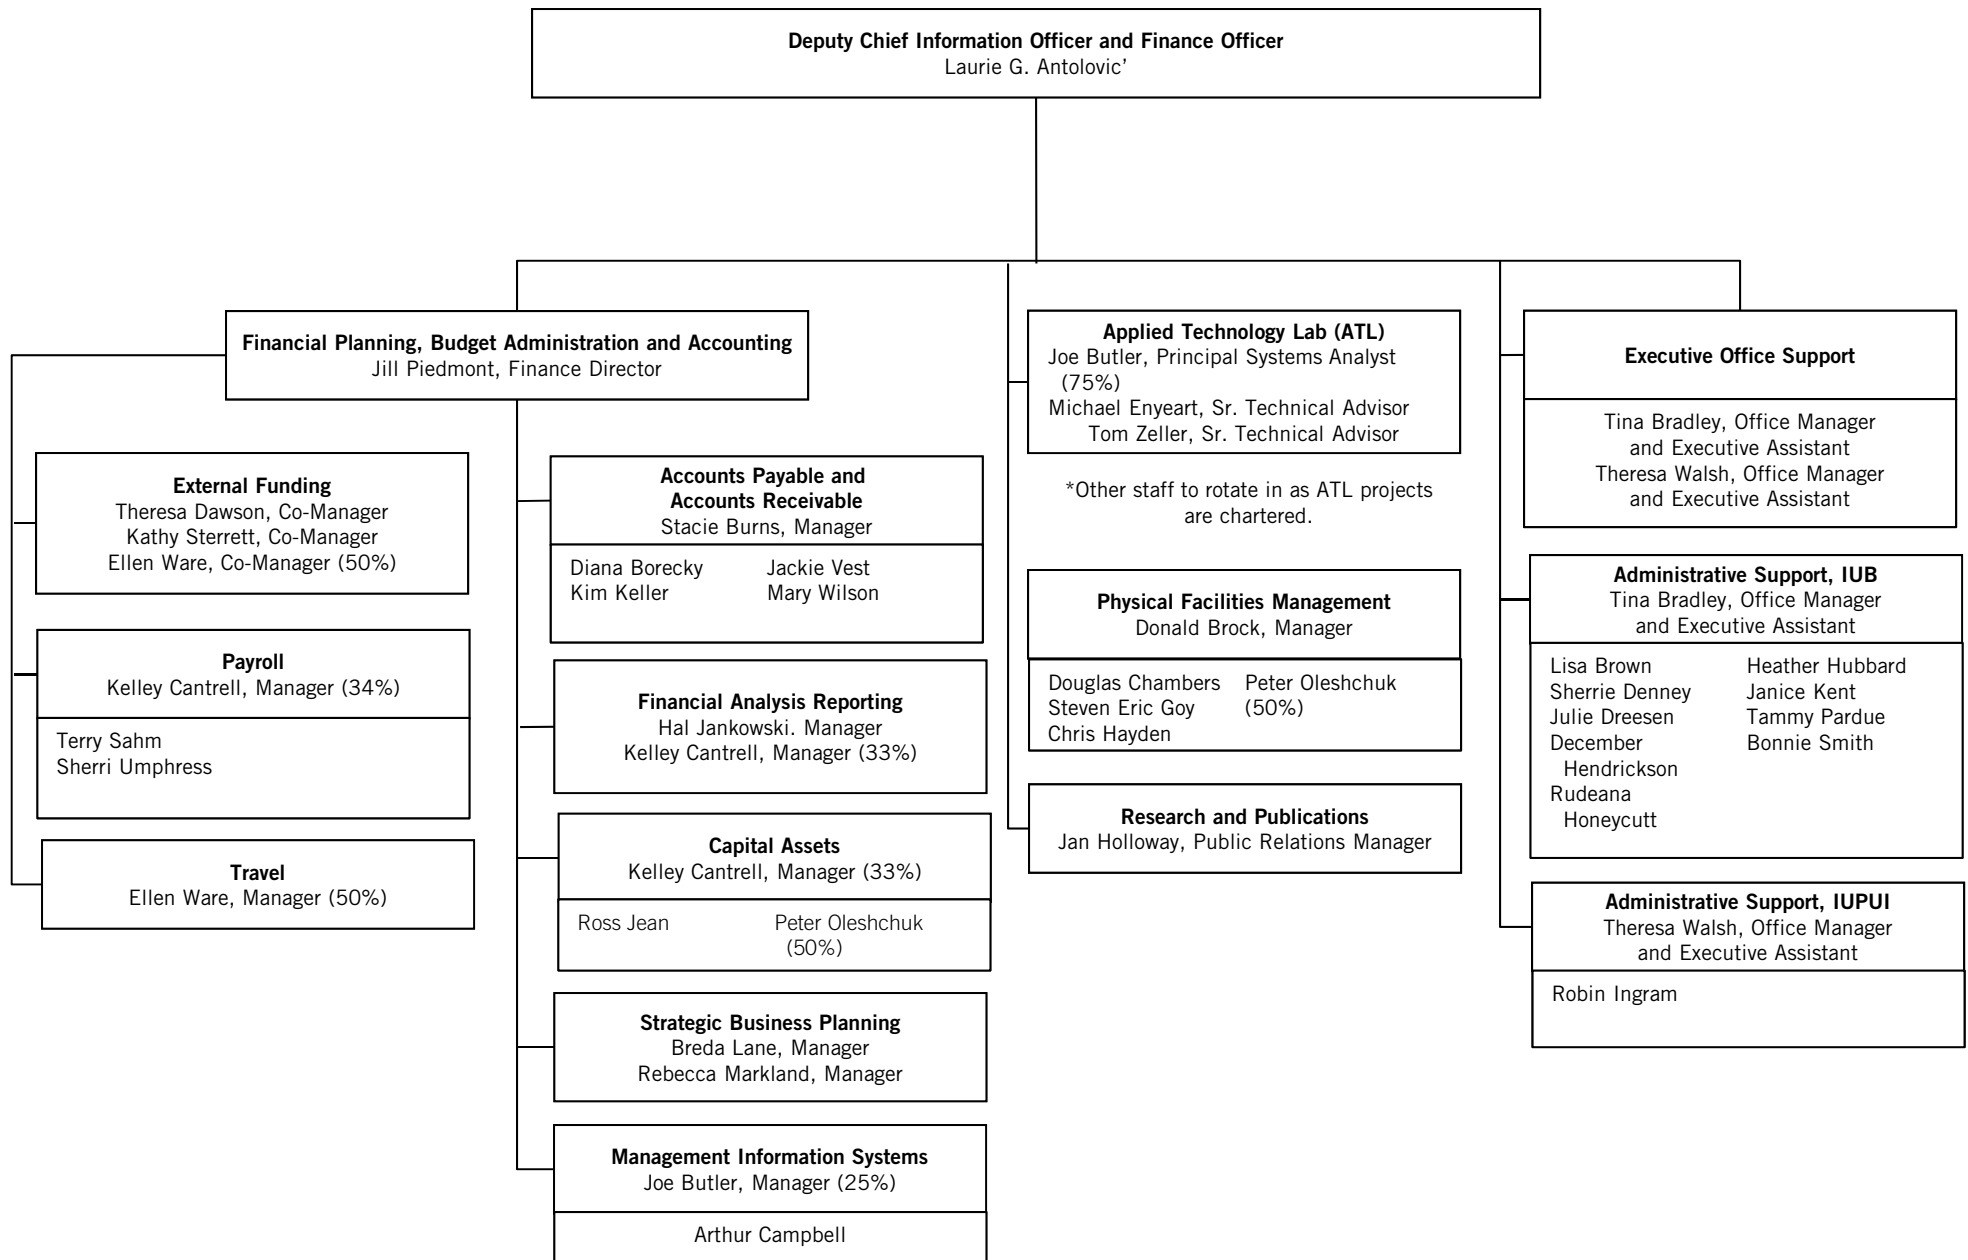 Deputy Chief Information Officer and Finance Officer
Laurie G. Antolovic’
Financial Planning, Budget Administration and Accounting
Jill Piedmont, Finance Director
External Funding
Theresa Dawson, Co-Manager
Kathy Sterrett, Co-Manager
Ellen Ware, Co-Manager (50%)
Payroll
Kelley Cantrell, Manager (34%)
Terry Sahm
Sherri Umphress
Travel
Ellen Ware, Manager (50%)
Accounts Payable and
Accounts Receivable
Stacie Burns, Manager
Diana Borecky
Kim Keller
Jackie Vest
Mary Wilson
Financial Analysis Reporting
Hal Jankowski. Manager
Kelley Cantrell, Manager (33%)
Capital Assets
Kelley Cantrell, Manager (33%)
Ross Jean
Peter Oleshchuk
(50%)
Strategic Business Planning
Breda Lane, Manager
Rebecca Markland, Manager
Management Information Systems
Joe Butler, Manager (25%)
Arthur Campbell
Applied Technology Lab (ATL)
Joe Butler, Principal Systems Analyst
(75%)
Michael Enyeart, Sr. Technical Advisor
Tom Zeller, Sr. Technical Advisor
*Other staff to rotate in as ATL projects
are chartered.
Physical Facilities Management
Donald Brock, Manager
Douglas Chambers
Steven Eric Goy
Chris Hayden
Peter Oleshchuk
(50%)
Research and Publications
Jan Holloway, Public Relations Manager
Executive Office Support
Tina Bradley, Office Manager
and Executive Assistant
Theresa Walsh, Office Manager
and Executive Assistant
Administrative Support, IUB
Tina Bradley, Office Manager
and Executive Assistant
Lisa Brown
Sherrie Denney
Julie Dreesen
December
Hendrickson
Rudeana
Honeycutt
Heather Hubbard
Janice Kent
Tammy Pardue
Bonnie Smith
Administrative Support, IUPUI
Theresa Walsh, Office Manager
and Executive Assistant
Robin Ingram